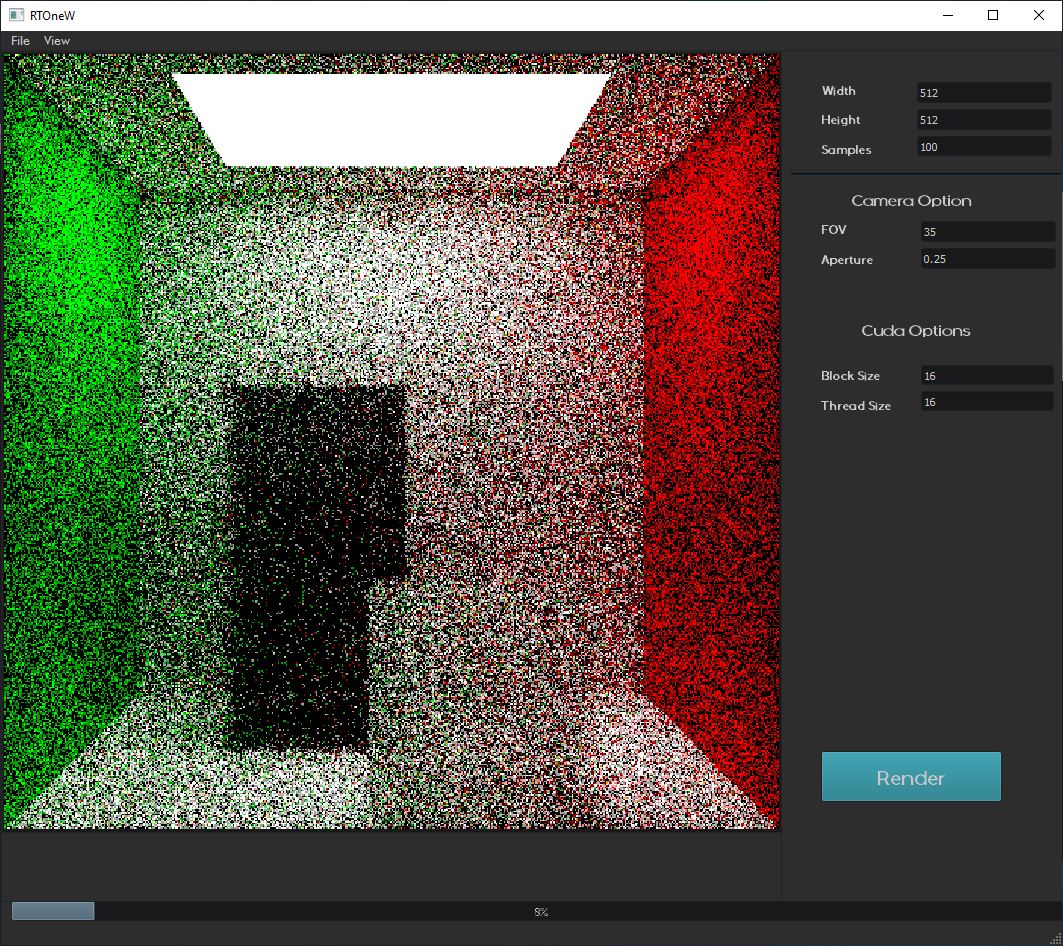 RTOneW
File View
Width 512
Height 512
Samples 100
Camera Option
FOV 35
Aperture 0.25
Cuda Options
Block Size 16
Thread Size 16
Render
8%